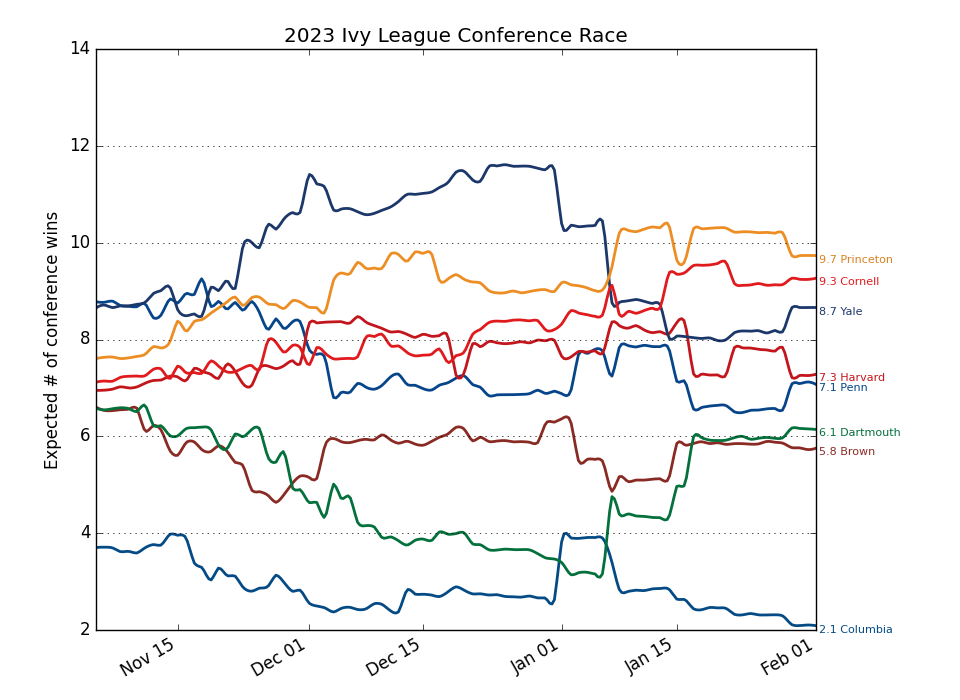 2023 Ivy League Conference Race
Expected # of conference wins
14
12
10
8
6
4
2
9.7 Princeton
9.3 Cornell
8.7 Yale
7.3 Harvard
7.1 Penn
6.1 Dartmouth
5.8 Brown
2.1 Columbia
Nov 15
Dec 01
Dec 15
Jan 01
Jan 15
Feb 01